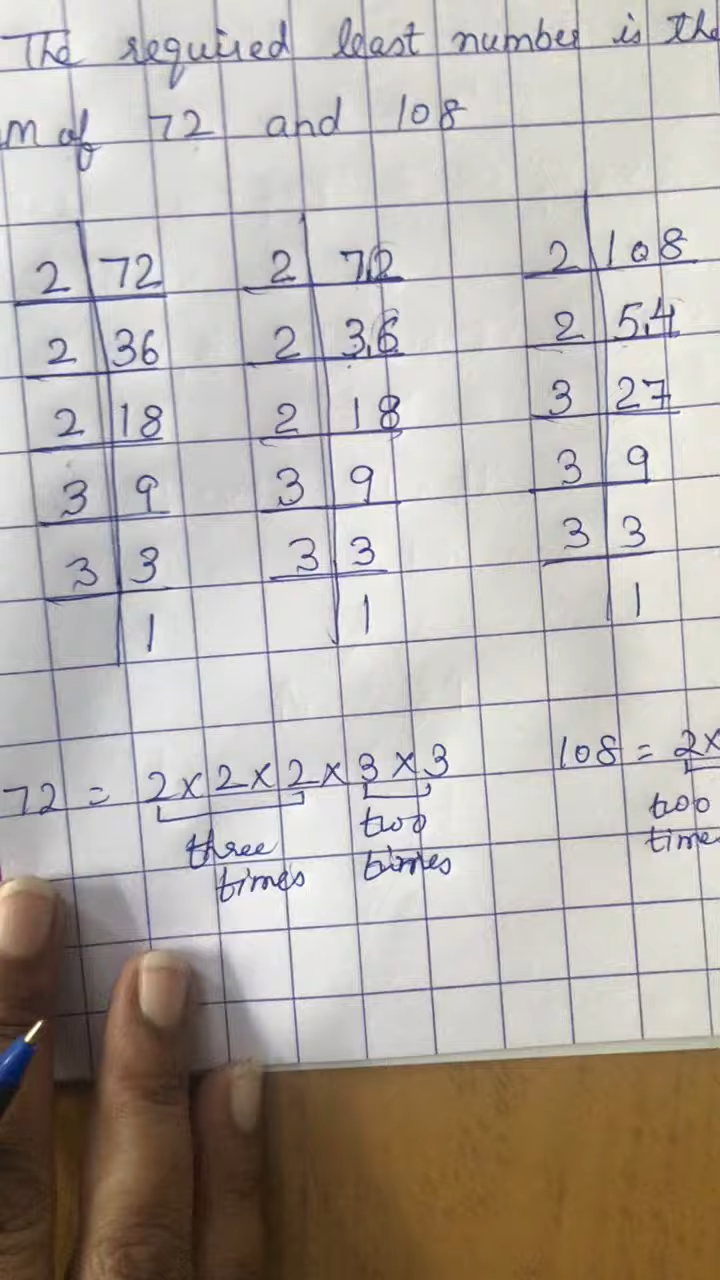 The required least number is the
M of 72 and 108
2 | 72   2 | 72   2 | 108
2 | 36   2 | 36   2 | 54
2 | 18   2 | 18   3 | 27
3 | 9   3 | 9   3 | 9
3 | 3   3 | 3   3 | 3
1   1   1
72 = 2 × 2 × 2 × 3 × 3   108 = 2 ×
three times   two times   two time